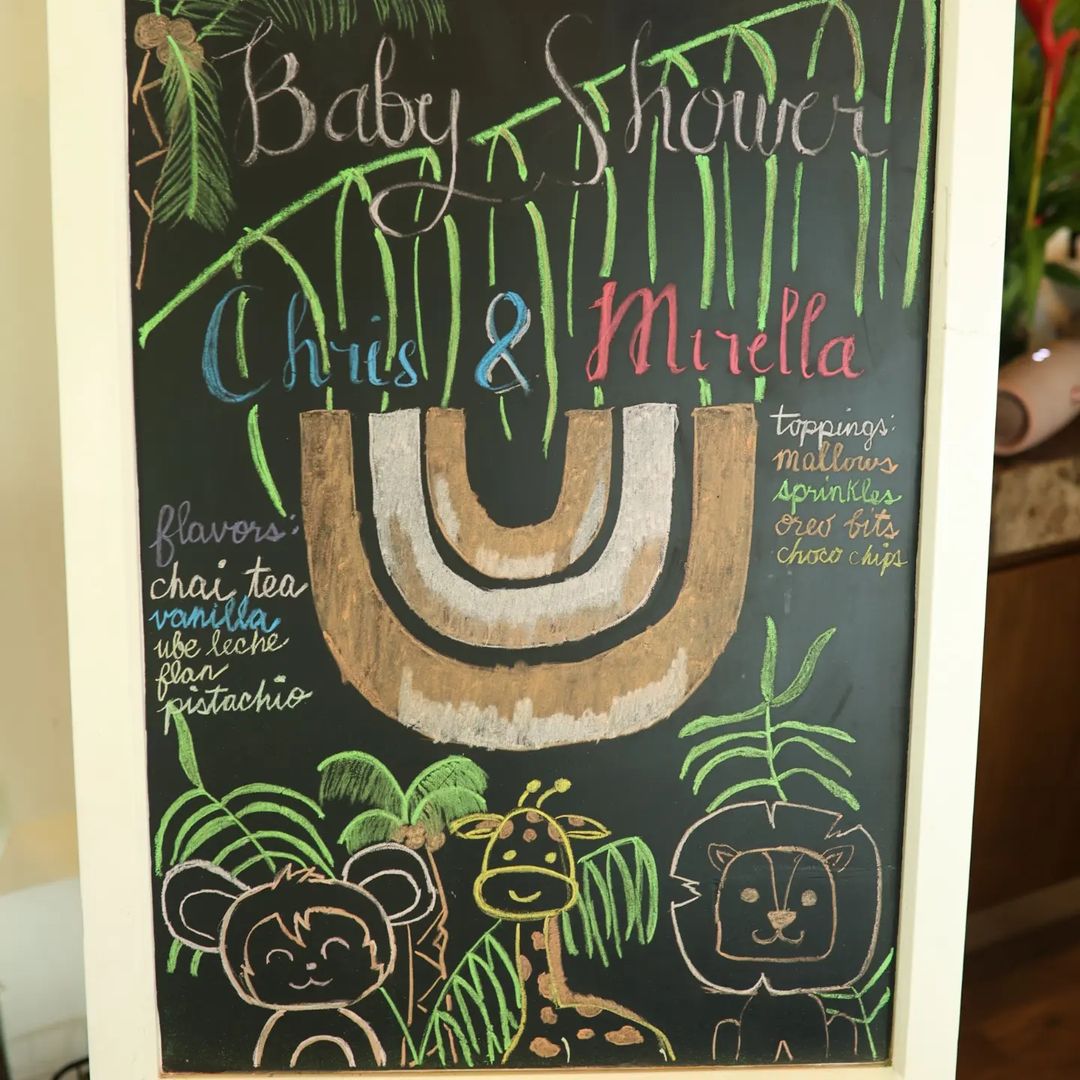 Baby Shower
Chris & Mirella
toppings:
mallows
sprinkles
oreo bits
choco chips
flavors:
chai tea
vanilla
ube leche
flan
pistachio